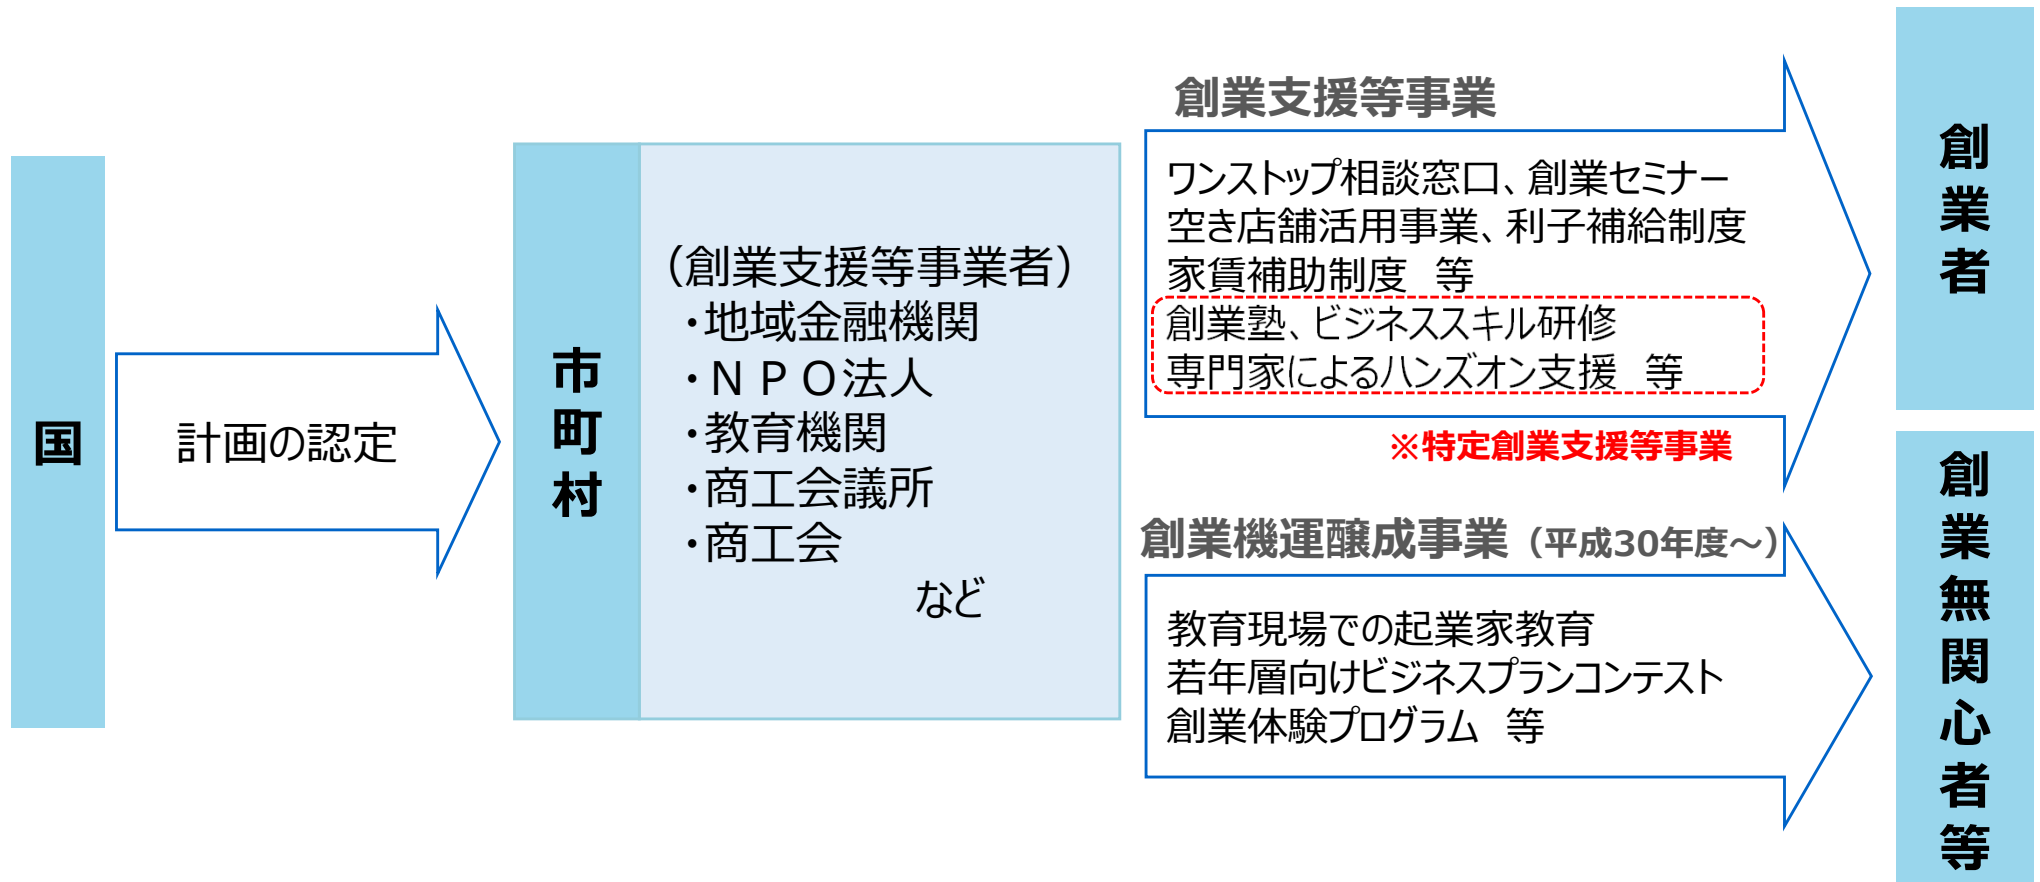 国
計画の認定
市町村
（創業支援等事業者）
・地域金融機関
・ＮＰＯ法人
・教育機関
・商工会議所
・商工会
など
創業支援等事業
ワンストップ相談窓口、創業セミナー
空き店舗活用事業、利子補給制度
家賃補助制度　等
創業塾、ビジネススキル研修
専門家によるハンズオン支援　等
※特定創業支援等事業
創業機運醸成事業（平成30年度～）
教育現場での起業家教育
若年層向けビジネスプランコンテスト
創業体験プログラム　等
創業者
創業無関心者等